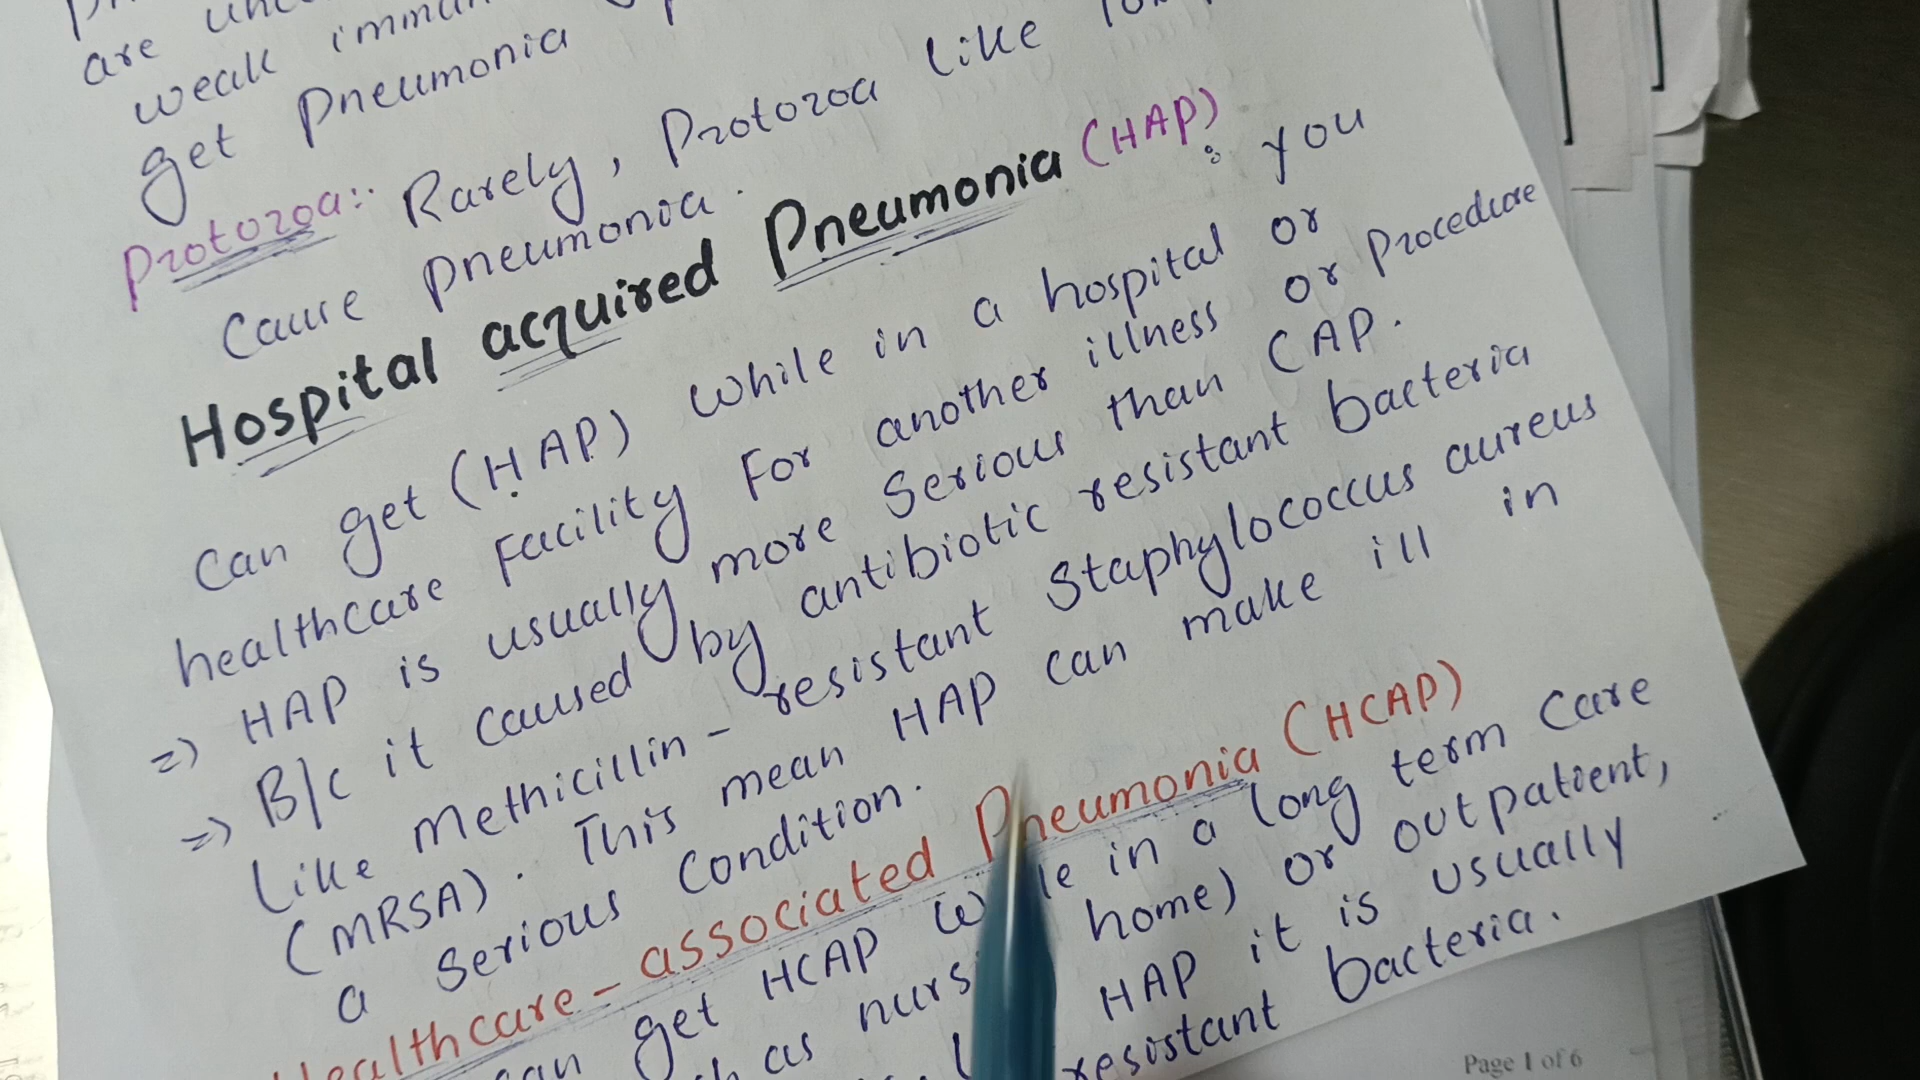 are
weak
get Pneumonia
Protozoa:- Rarely, Protozoa like
Cause Pneumonia.
Hospital acquired Pneumonia (HAP) : you
can get (HAP) while in a hospital or
healthcare Facility For another illness or Procedure
=) HAP is usually more Serious than CAP.
=) B/c it caused by antibiotic resistant bacteria
Like Methicillin - resistant Staphylococcus aureus
(MRSA). This mean HAP can make ill in
a Serious Condition.
Healthcare - associated Pneumonia (HCAP)
can get HCAP in a long term Care
as home) or outpatient,
HAP it is usually
resistant bacteria.
Page 1 of 6